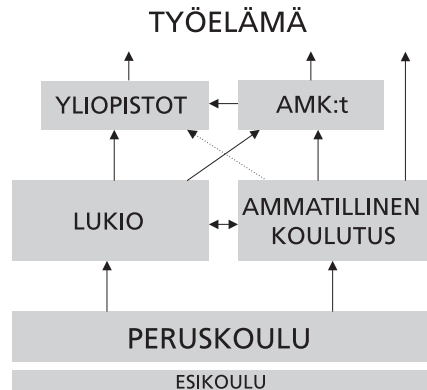 TYÖELÄMÄ
YLIOPISTOT
AMK:t
LUKIO
AMMATILLINEN
KOULUTUS
PERUSKOULU
ESIKOULU